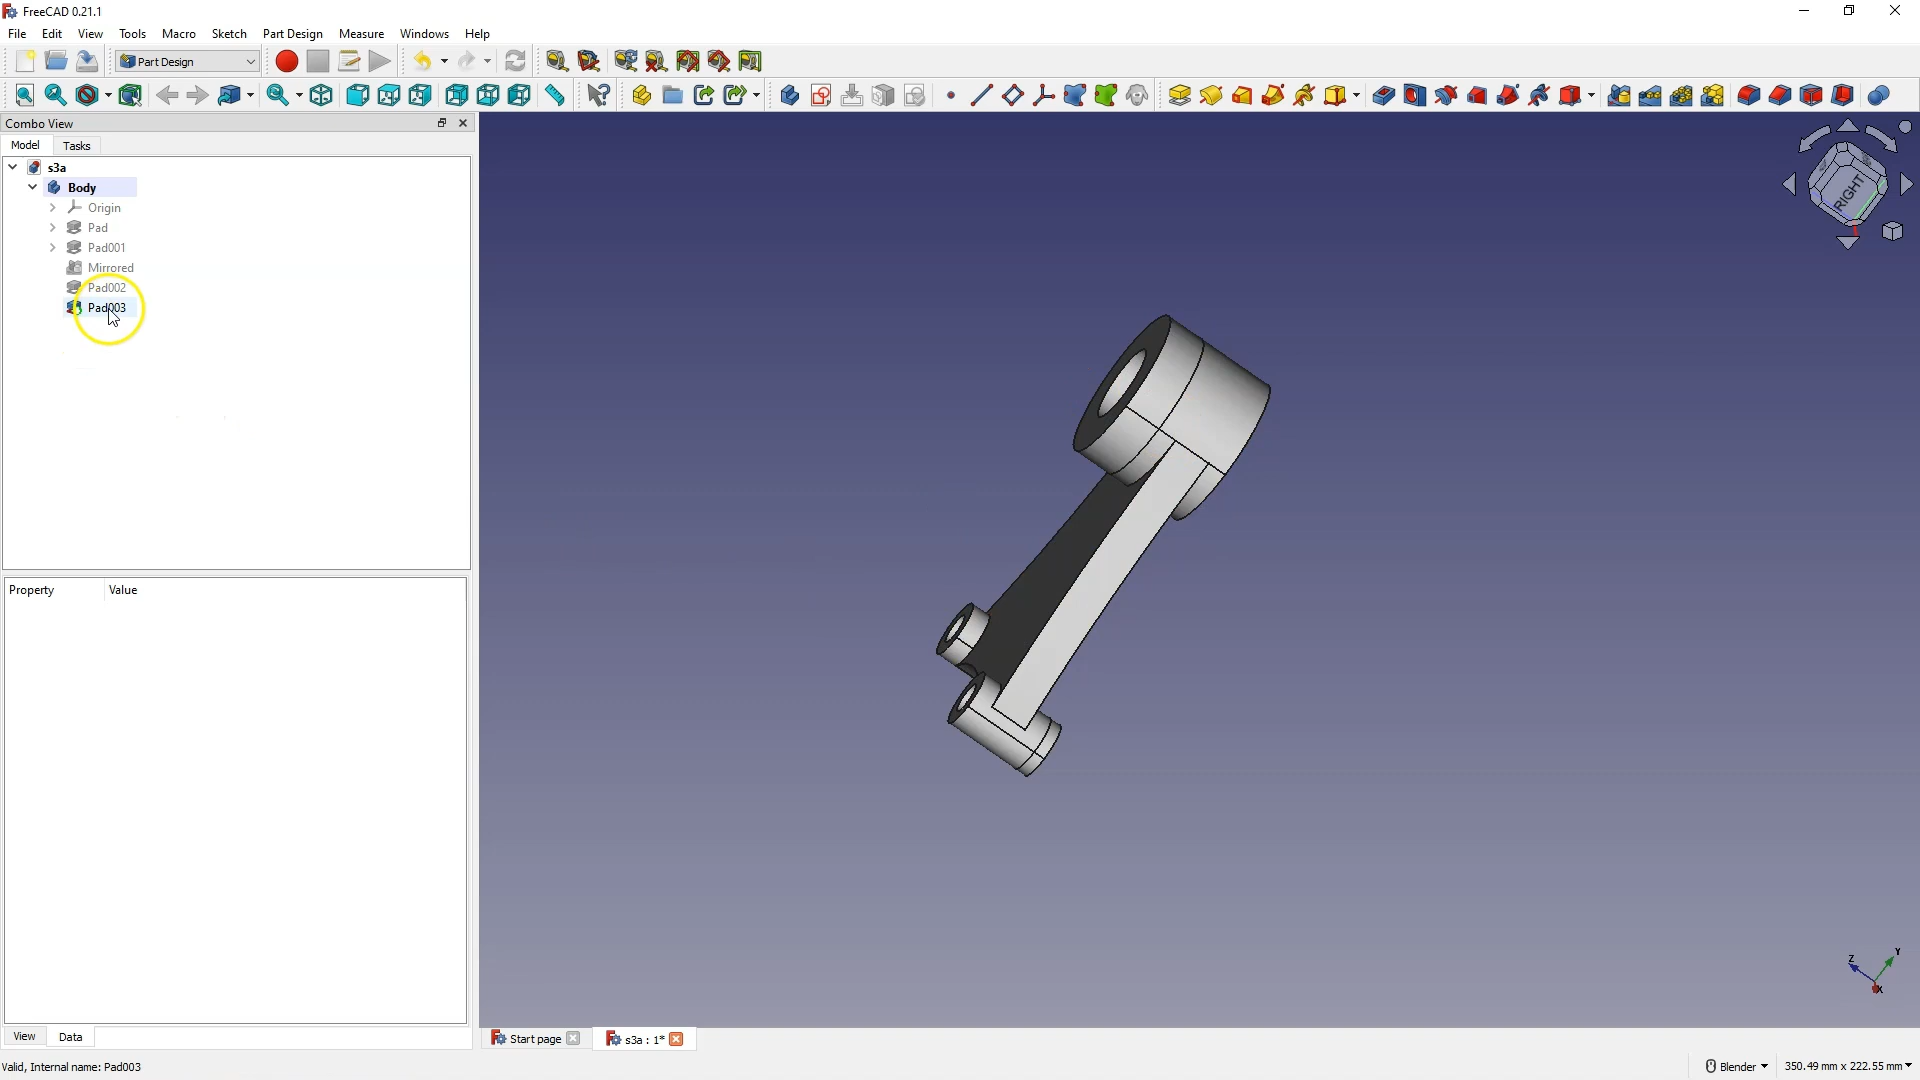 FreeCAD 0.21.1
File Edit View Tools Macro Sketch Part Design Measure Windows Help
Part Design
Combo View
Model Tasks
s3a
Body
Origin
Pad
Pad001
Mirrored
Pad002
Pad003
RIGHT
Property Value
Z Y X
View Data
Start page s3a : 1*
Valid, Internal name: Pad003 Blender 350.49 mm x 222.55 mm